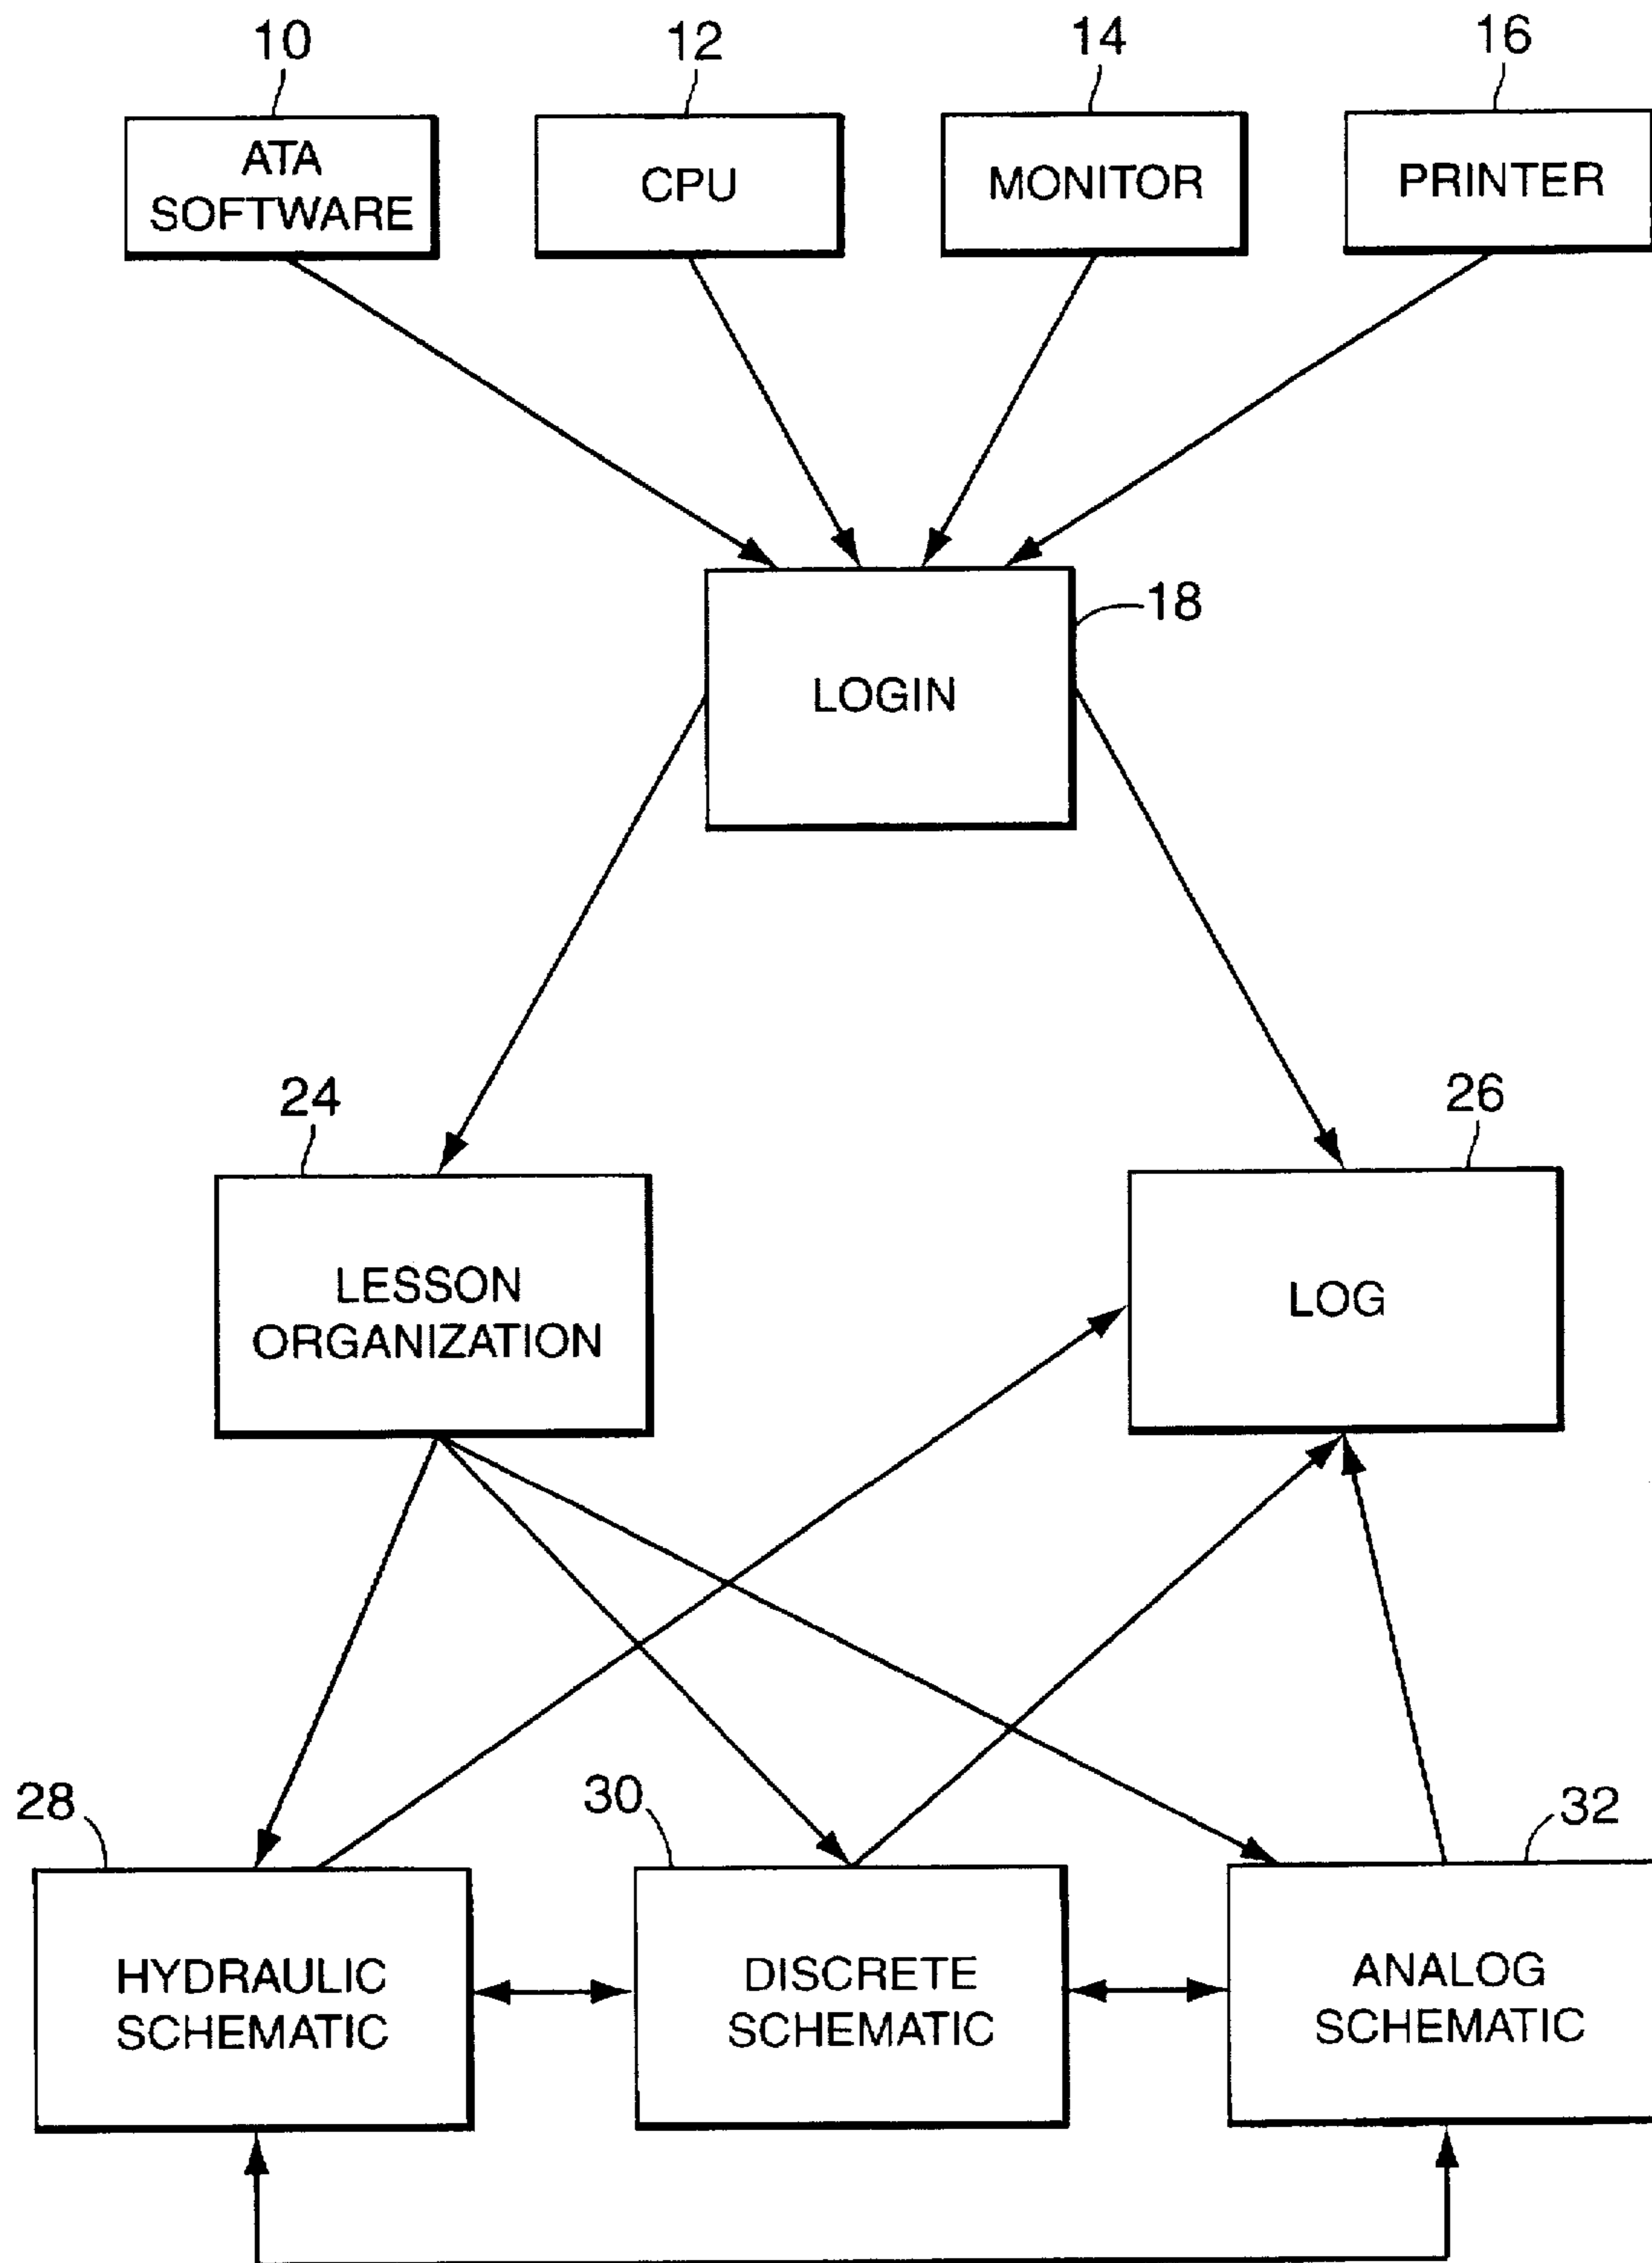 10
12
14
16
ATA
SOFTWARE
CPU
MONITOR
PRINTER
18
LOGIN
24
26
LESSON
ORGANIZATION
LOG
28
30
32
HYDRAULIC
SCHEMATIC
DISCRETE
SCHEMATIC
ANALOG
SCHEMATIC